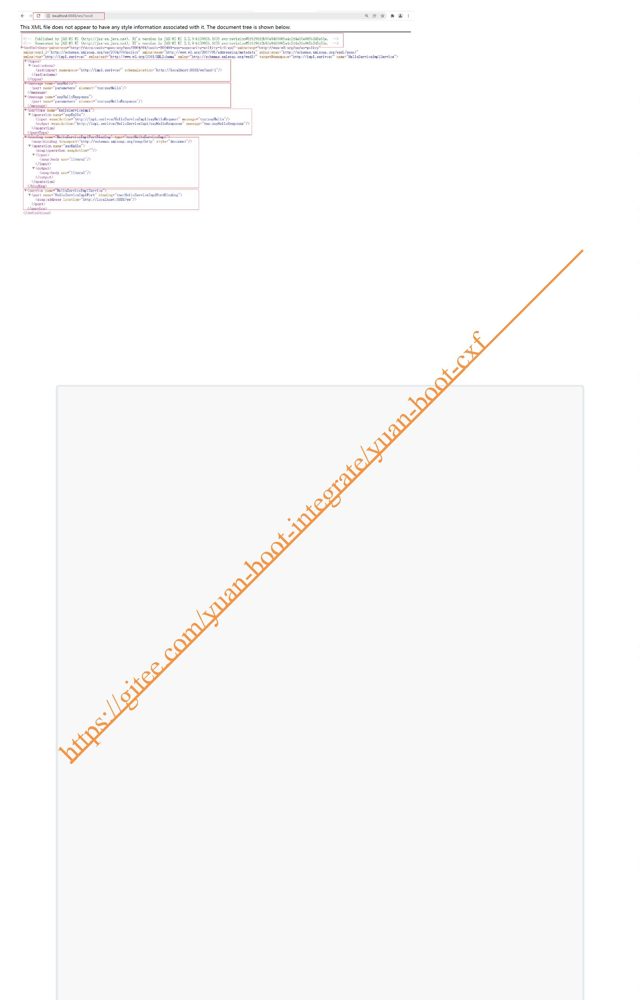 localhost:8888/ws/?wsdl
This XML file does not appear to have any style information associated with it. The document tree is shown below.
<!-- Published by JAX-WS RI (http://jax-ws.java.net). RI's version is JAX-WS RI 2.2.9-b130926.1035 svn-revision#5f6196f2b90e9460065a4c2f4e30e065b245e51e. -->
<!-- Generated by JAX-WS RI (http://jax-ws.java.net). RI's version is JAX-WS RI 2.2.9-b130926.1035 svn-revision#5f6196f2b90e9460065a4c2f4e30e065b245e51e. -->
▼<definitions xmlns:wsu="http://docs.oasis-open.org/wss/2004/01/oasis-200401-wss-wssecurity-utility-1.0.xsd" xmlns:wsp="http://www.w3.org/ns/ws-policy"
xmlns:wsp1_2="http://schemas.xmlsoap.org/ws/2004/09/policy" xmlns:wsam="http://www.w3.org/2007/05/addressing/metadata" xmlns:soap="http://schemas.xmlsoap.org/wsdl/soap/"
xmlns:tns="http://impl.serivce/" xmlns:xsd="http://www.w3.org/2001/XMLSchema" xmlns="http://schemas.xmlsoap.org/wsdl/" targetNamespace="http://impl.serivce/" name="HelloServiceImplService">
▼<types>
▼<xsd:schema>
<xsd:import namespace="http://impl.serivce/" schemaLocation="http://localhost:8888/ws?xsd=1"/>
</xsd:schema>
</types>
▼<message name="sayHello">
<part name="parameters" element="tns:sayHello"/>
</message>
▼<message name="sayHelloResponse">
<part name="parameters" element="tns:sayHelloResponse"/>
</message>
▼<portType name="HelloServiceImpl">
▼<operation name="sayHello">
<input wsam:Action="http://impl.serivce/HelloServiceImpl/sayHelloRequest" message="tns:sayHello"/>
<output wsam:Action="http://impl.serivce/HelloServiceImpl/sayHelloResponse" message="tns:sayHelloResponse"/>
</operation>
</portType>
▼<binding name="HelloServiceImplPortBinding" type="tns:HelloServiceImpl">
<soap:binding transport="http://schemas.xmlsoap.org/soap/http" style="document"/>
▼<operation name="sayHello">
<soap:operation soapAction=""/>
▼<input>
<soap:body use="literal"/>
</input>
▼<output>
<soap:body use="literal"/>
</output>
</operation>
</binding>
▼<service name="HelloServiceImplService">
▼<port name="HelloServiceImplPort" binding="tns:HelloServiceImplPortBinding">
<soap:address location="http://localhost:8888/ws"/>
</port>
</service>
</definitions>
https://gitee.com/yuan-boot-integrate/yuan-boot-cxf